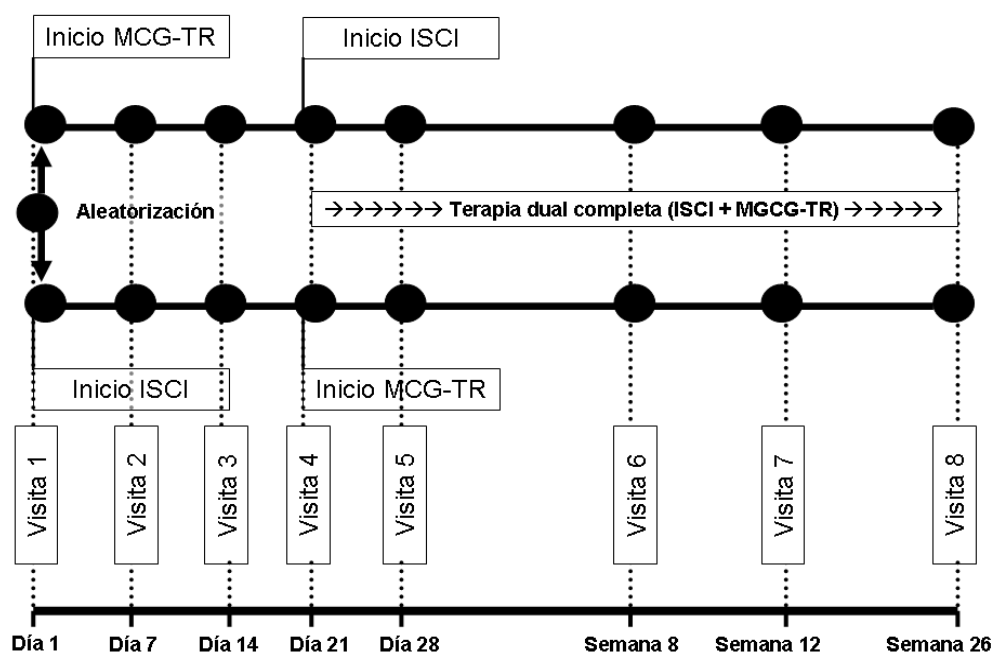 Inicio MCG-TR
Inicio ISCI
Aleatorización
→→→→→→ Terapia dual completa (ISCI + MGCG-TR) →→→→→
Inicio ISCI
Inicio MCG-TR
Visita 1
Visita 2
Visita 3
Visita 4
Visita 5
Visita 6
Visita 7
Visita 8
Día 1
Día 7
Día 14
Día 21
Día 28
Semana 8
Semana 12
Semana 26